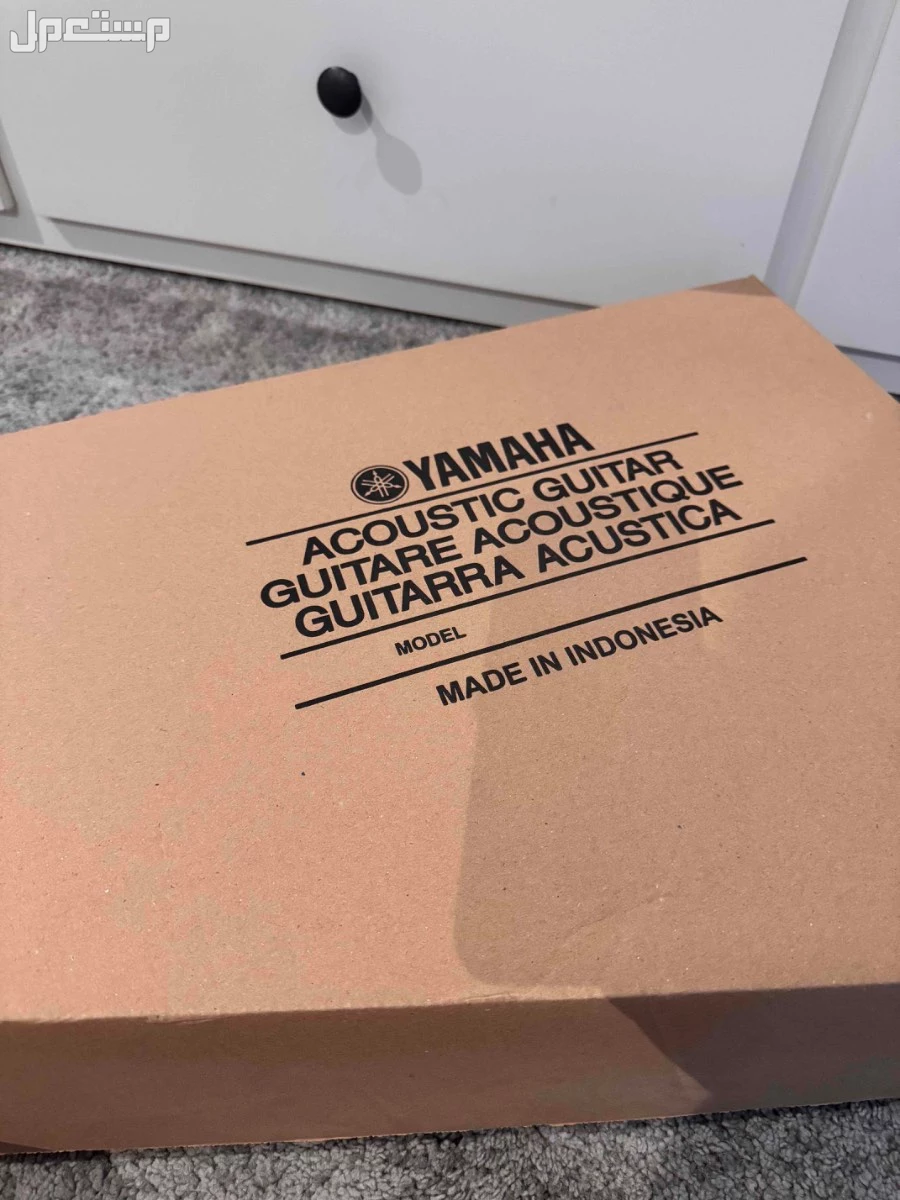 مستعمل
YAMAHA
ACOUSTIC GUITAR
GUITARE ACOUSTIQUE
GUITARRA ACUSTICA
MODEL
MADE IN INDONESIA